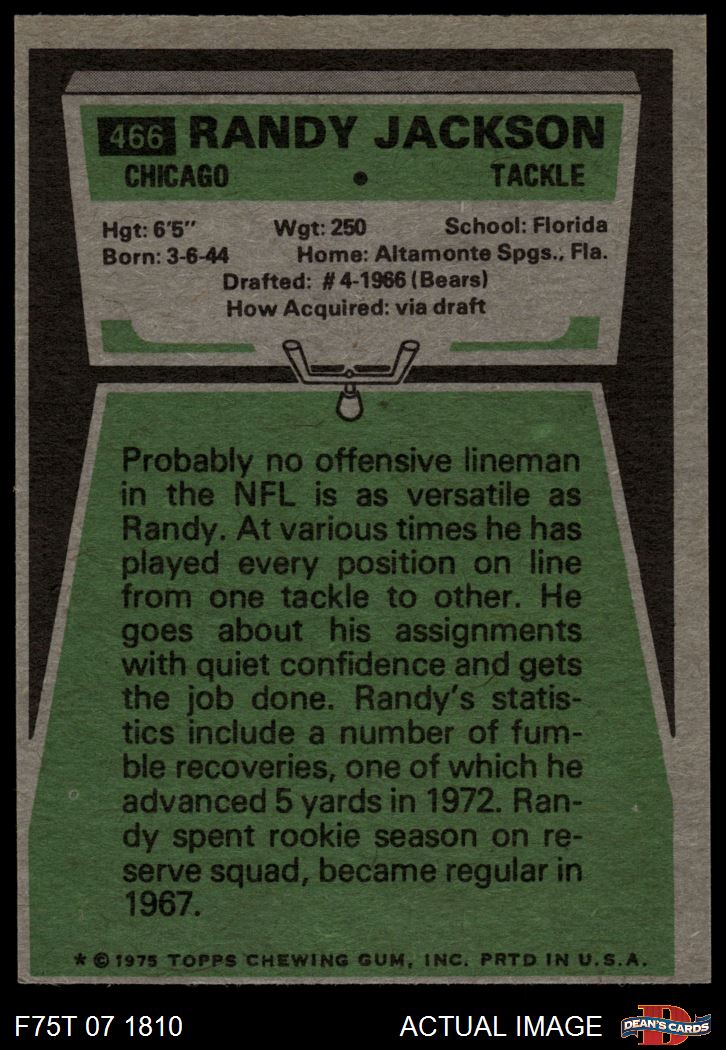 466 RANDY JACKSON
CHICAGO • TACKLE
Hgt: 6'5" Wgt: 250 School: Florida
Born: 3-6-44 Home: Altamonte Spgs., Fla.
Drafted: #4-1966 (Bears)
How Acquired: via draft
Probably no offensive lineman
in the NFL is as versatile as
Randy. At various times he has
played every position on line
from one tackle to other. He
goes about his assignments
with quiet confidence and gets
the job done. Randy's statis-
tics include a number of fum-
ble recoveries, one of which he
advanced 5 yards in 1972. Ran-
dy spent rookie season on re-
serve squad, became regular in
1967.
* © 1975 TOPPS CHEWING GUM, INC. PRTD IN U.S.A.
F75T 07 1810 ACTUAL IMAGE D DEAN'S CARDS